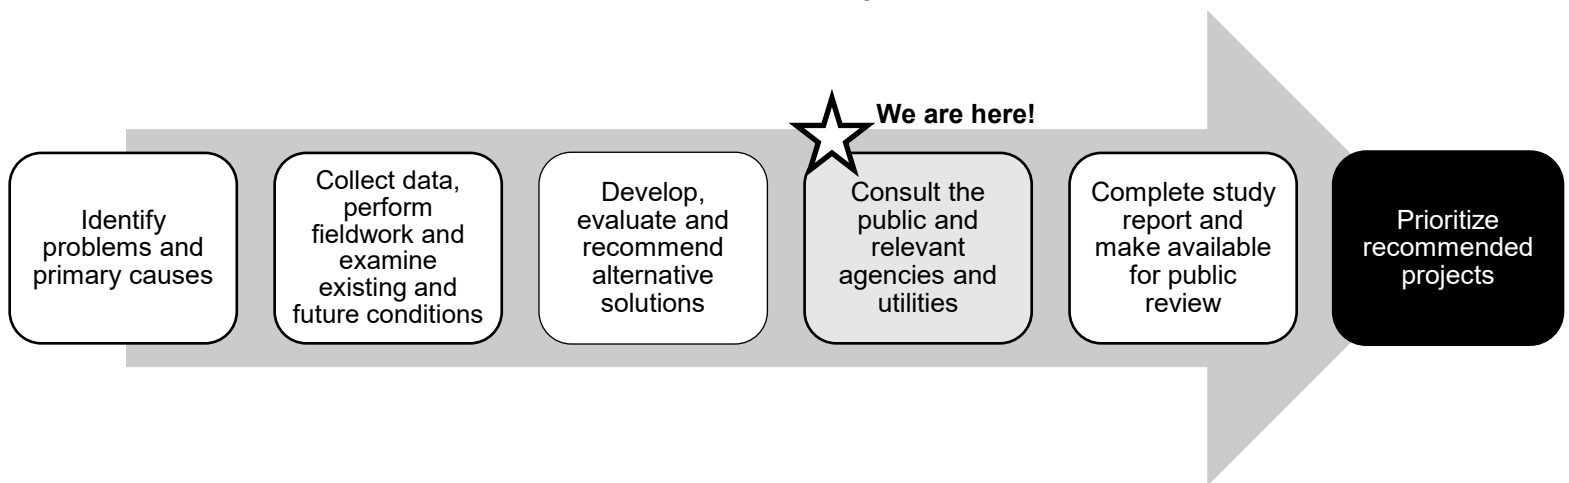 We are here!
Identify
problems and
primary causes
Collect data,
perform
fieldwork and
examine
existing and
future conditions
Develop,
evaluate and
recommend
alternative
solutions
Consult the
public and
relevant
agencies and
utilities
Complete study
report and
make available
for public
review
Prioritize
recommended
projects